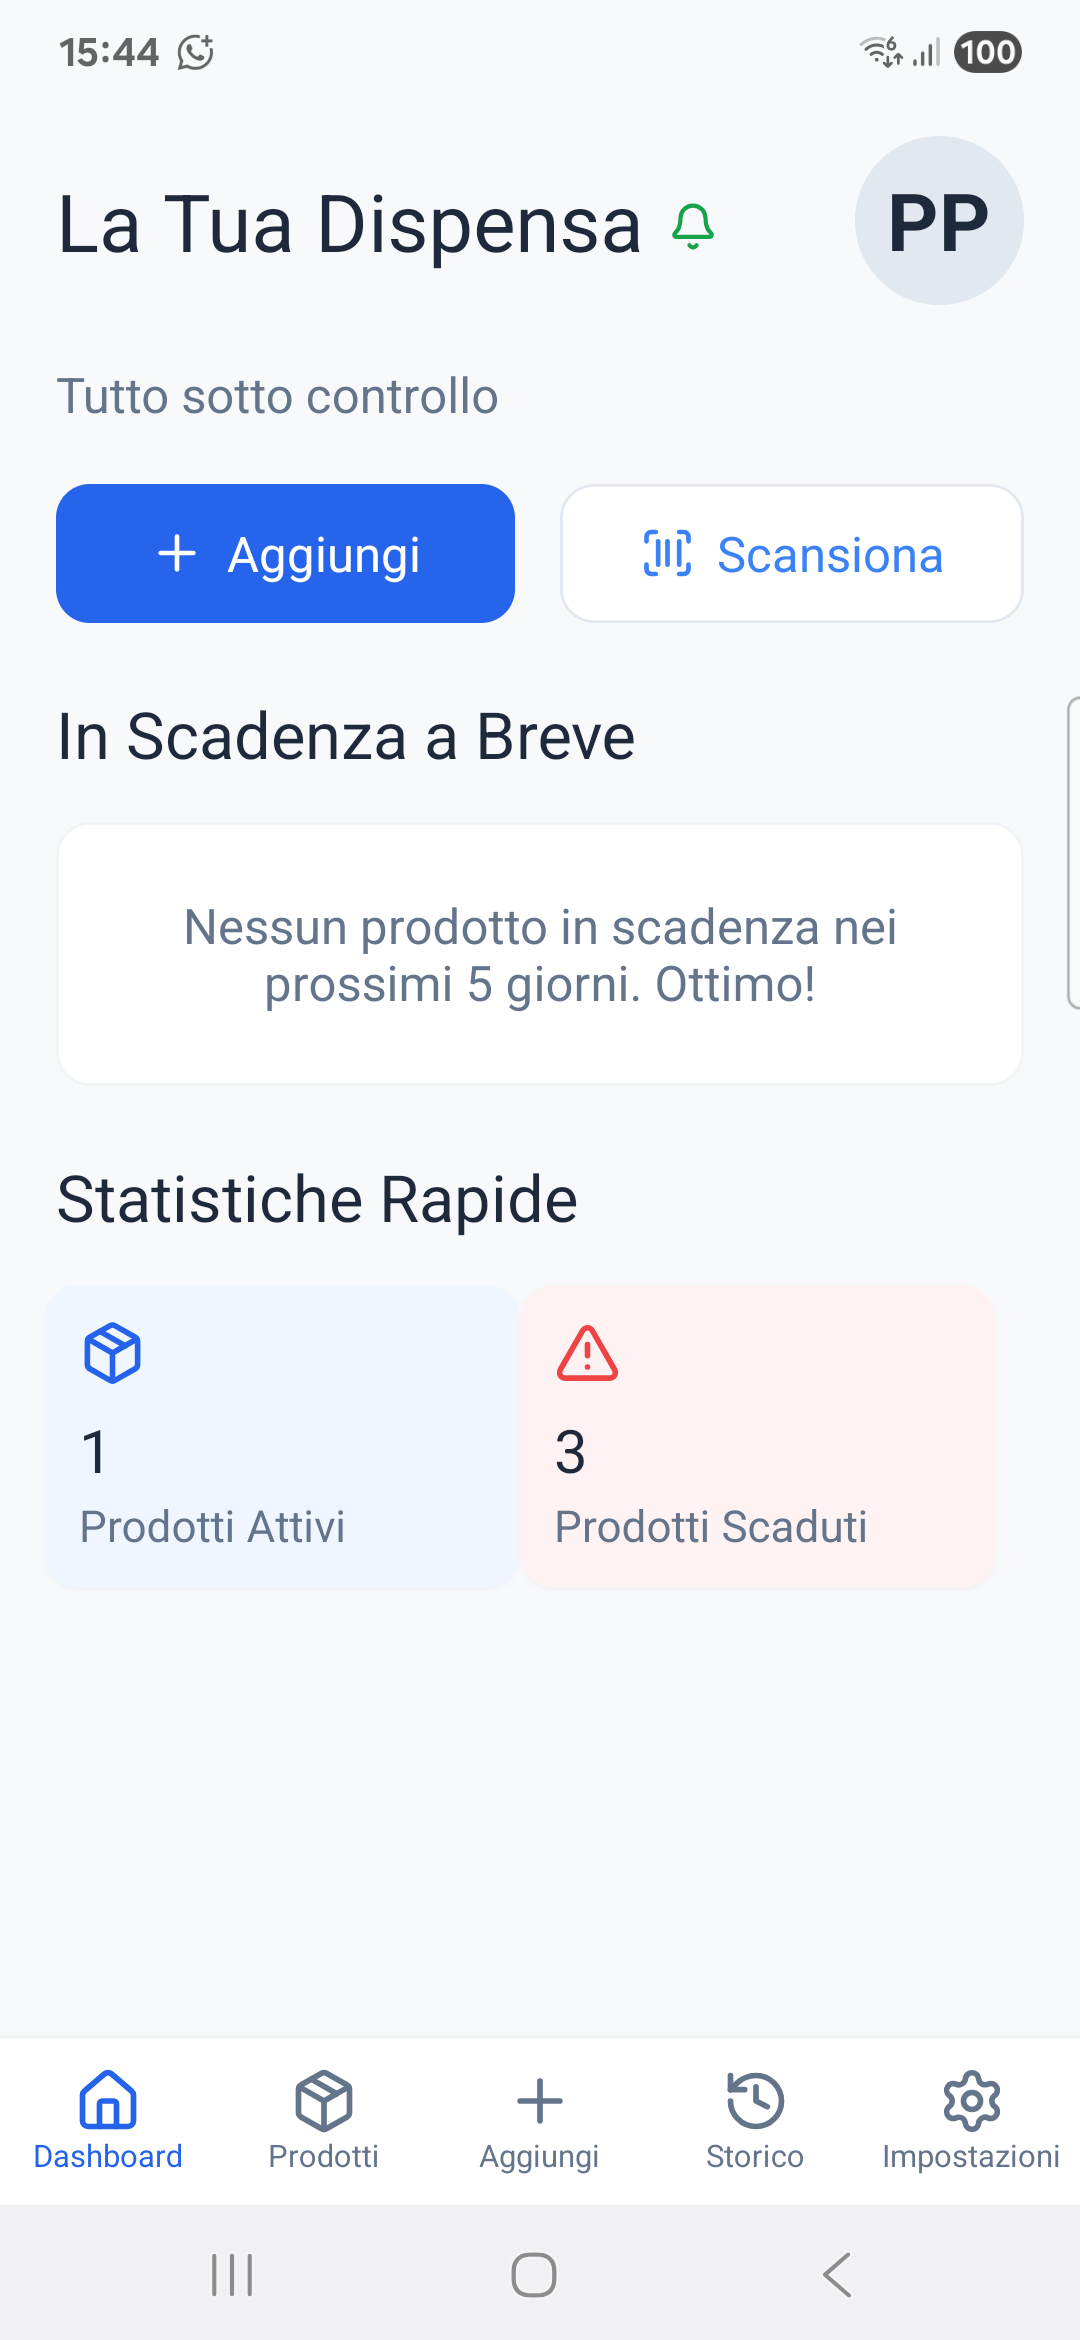 15:44
6
100
La Tua Dispensa
PP
Tutto sotto controllo
Aggiungi
Scansiona
In Scadenza a Breve
Nessun prodotto in scadenza nei
prossimi 5 giorni. Ottimo!
Statistiche Rapide
1
Prodotti Attivi
3
Prodotti Scaduti
Dashboard
Prodotti
Aggiungi
Storico
Impostazioni